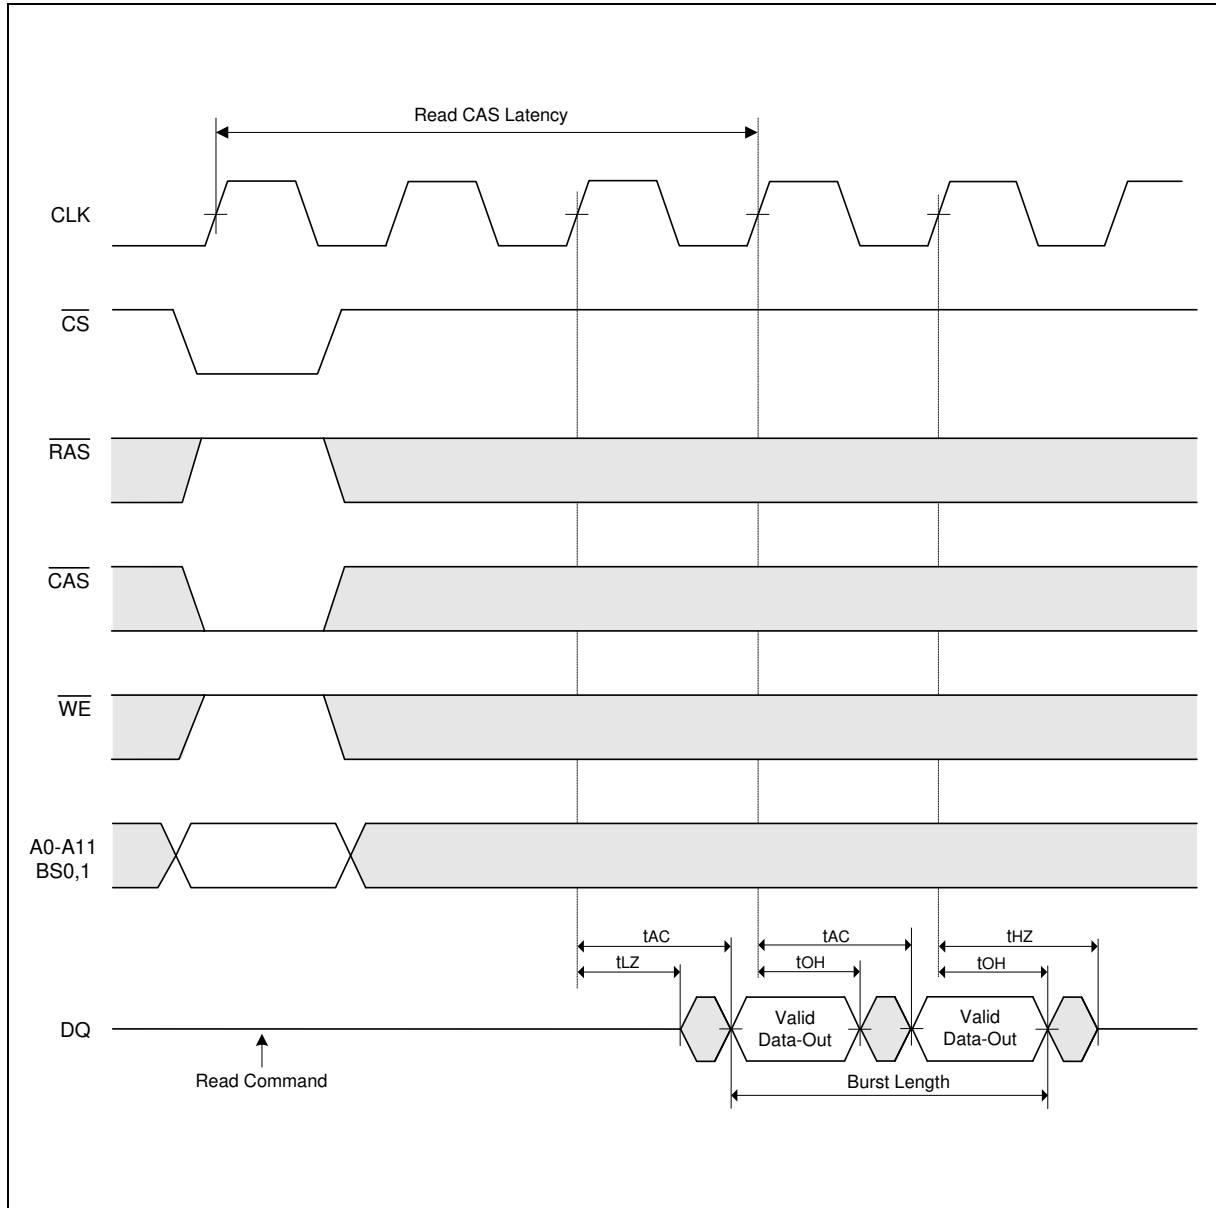 Read CAS Latency
CLK
CS
RAS
CAS
WE
A0-A11
BS0,1
tAC
tAC
tHZ
tLZ
tOH
tOH
DQ
Valid
Data-Out
Valid
Data-Out
Read Command
Burst Length